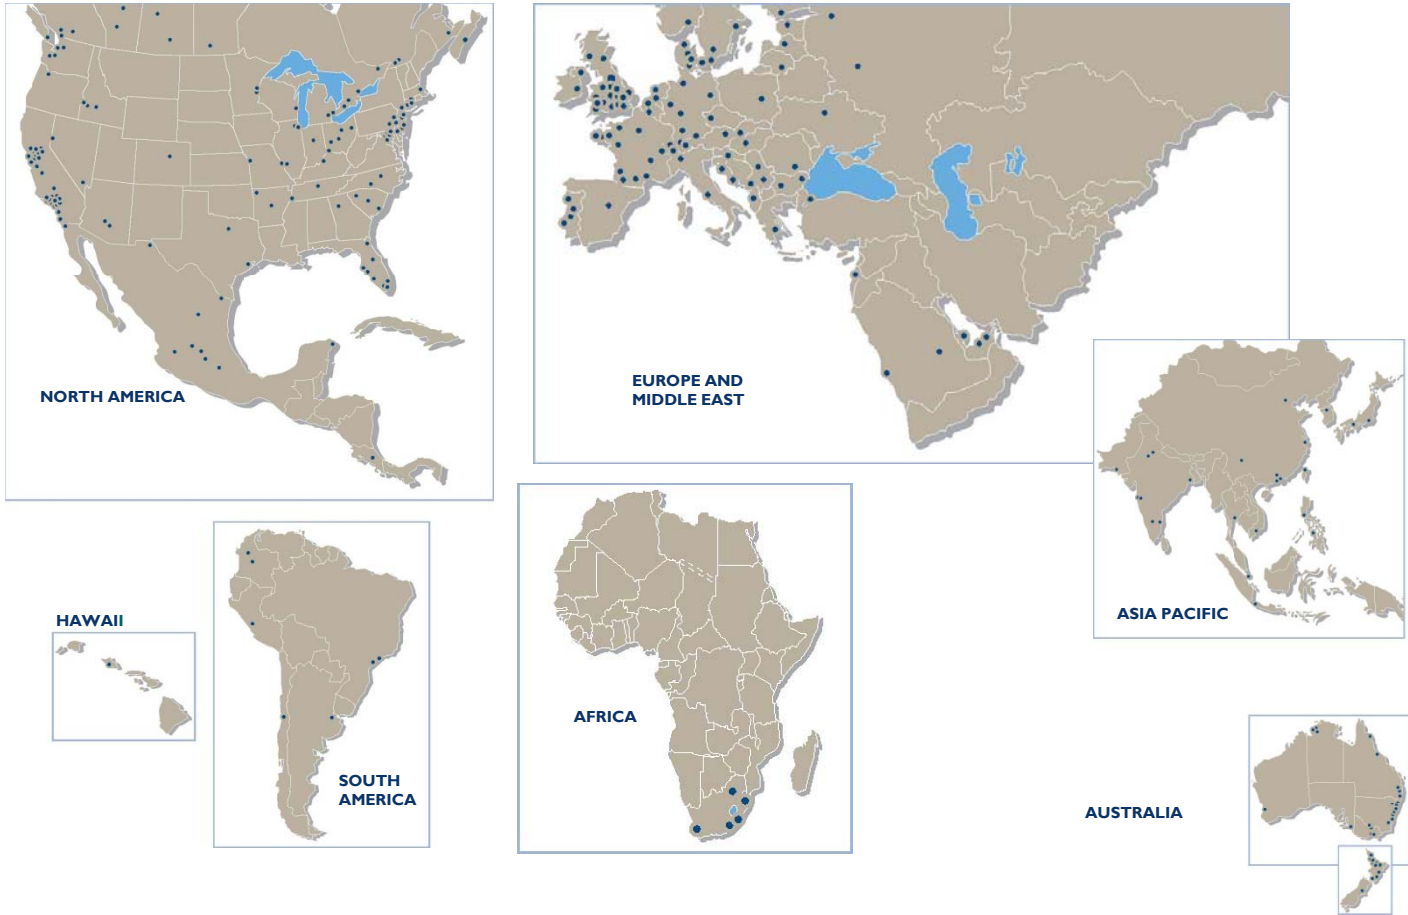 NORTH AMERICA
EUROPE AND
MIDDLE EAST
ASIA PACIFIC
HAWAII
AFRICA
SOUTH
AMERICA
AUSTRALIA